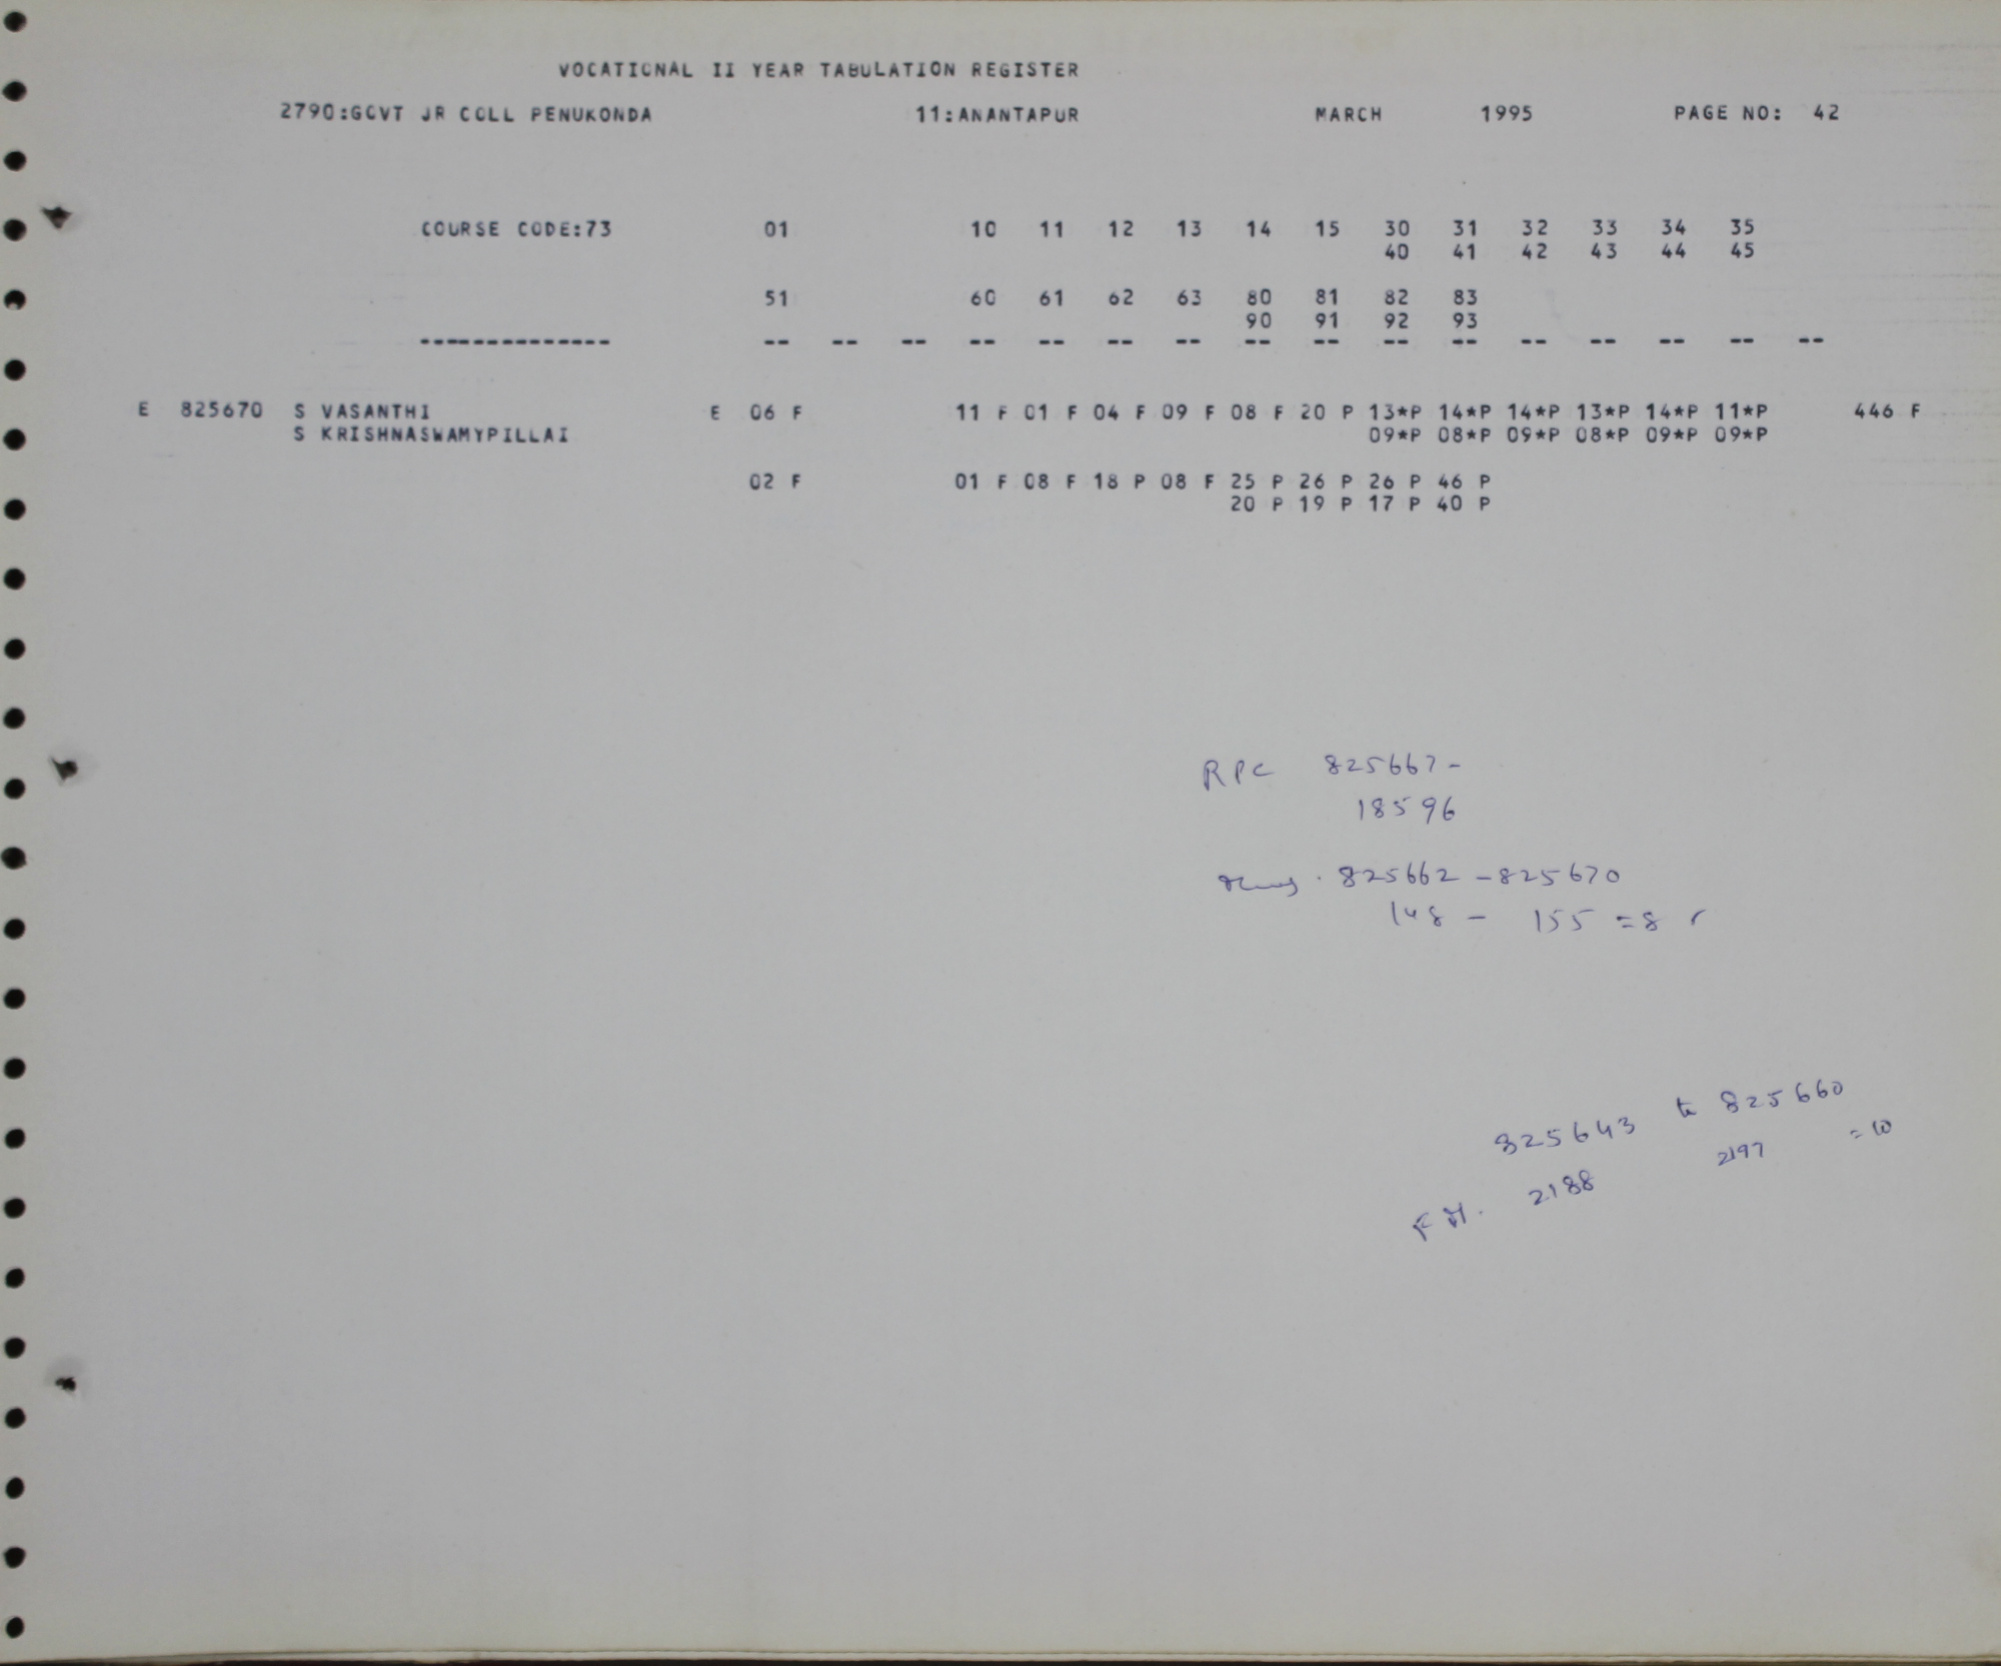 VOCATIONAL II YEAR TABULATION REGISTER
2790:GOVT JR COLL PENUKONDA 11:ANANTAPUR MARCH 1995 PAGE NO: 42
COURSE CODE:73 01 10 11 12 13 14 15 30 31 32 33 34 35
40 41 42 43 44 45
51 60 61 62 63 80 81 82 83
90 91 92 93
-------------- -- -- -- -- -- -- -- -- -- -- -- -- -- -- -- --
E 825670 S VASANTHI E 06 F 11 F 01 F 04 F 09 F 08 F 20 P 13*P 14*P 14*P 13*P 14*P 11*P 446 F
S KRISHNASWAMYPILLAI 09*P 08*P 09*P 08*P 09*P 09*P
02 F 01 F 08 F 18 P 08 F 25 P 26 P 26 P 46 P
20 P 19 P 17 P 40 P
RPC 825667-
18596
825662 - 825670
148 - 155 = 8
825643 to 825660
2188 2197 = 10